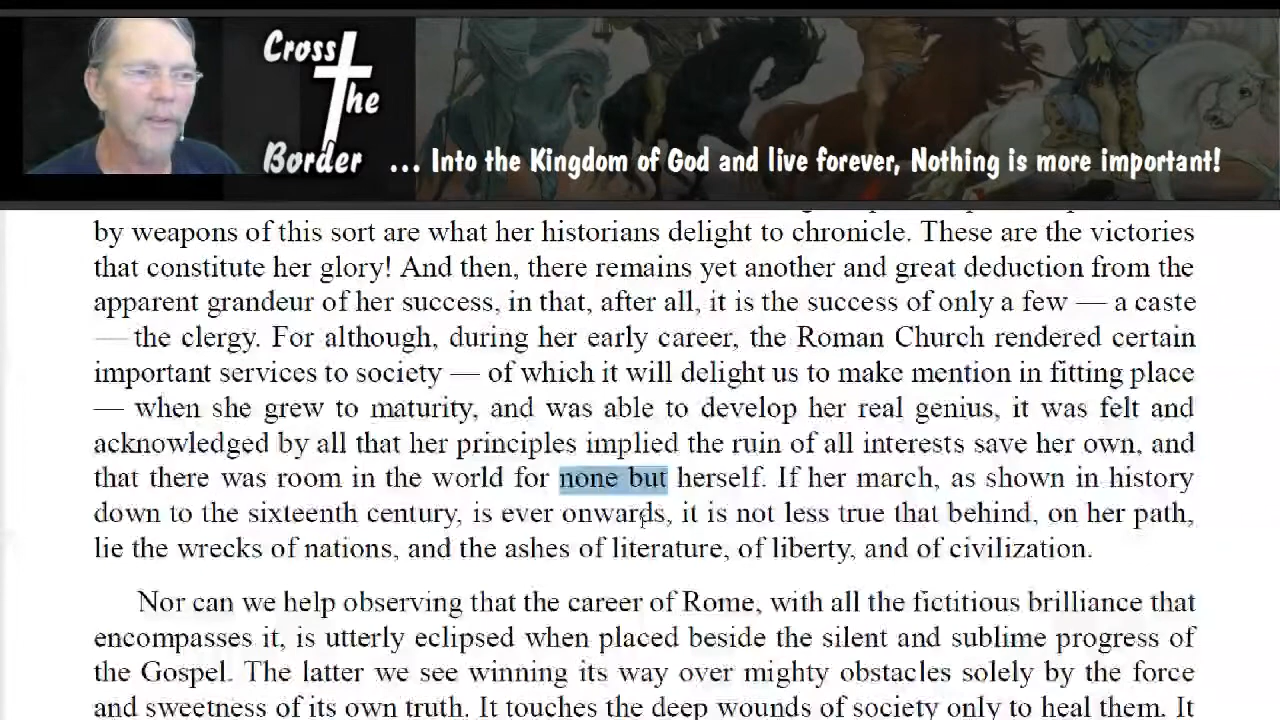 Cross
The
Border
... Into the Kingdom of God and live forever, Nothing is more important!
by weapons of this sort are what her historians delight to chronicle. These are the victories
that constitute her glory! And then, there remains yet another and great deduction from the
apparent grandeur of her success, in that, after all, it is the success of only a few — a caste
— the clergy. For although, during her early career, the Roman Church rendered certain
important services to society — of which it will delight us to make mention in fitting place
— when she grew to maturity, and was able to develop her real genius, it was felt and
acknowledged by all that her principles implied the ruin of all interests save her own, and
that there was room in the world for none but herself. If her march, as shown in history
down to the sixteenth century, is ever onwards, it is not less true that behind, on her path,
lie the wrecks of nations, and the ashes of literature, of liberty, and of civilization.
Nor can we help observing that the career of Rome, with all the fictitious brilliance that
encompasses it, is utterly eclipsed when placed beside the silent and sublime progress of
the Gospel. The latter we see winning its way over mighty obstacles solely by the force
and sweetness of its own truth. It touches the deep wounds of society only to heal them. It